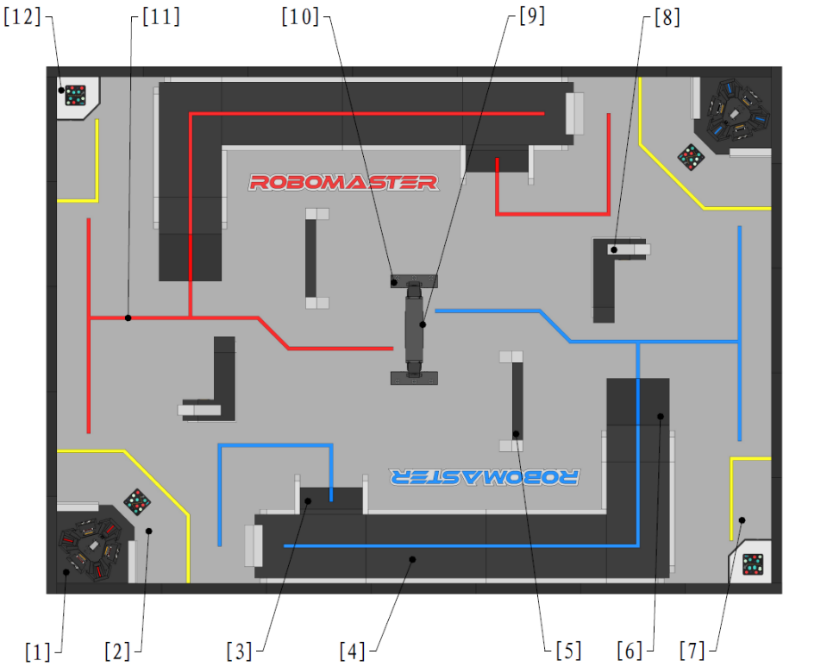 [12] [11] [10] [9] [8]
ROBOMASTER
ROBOMASTER
[1] [2] [3] [4] [5] [6] [7]